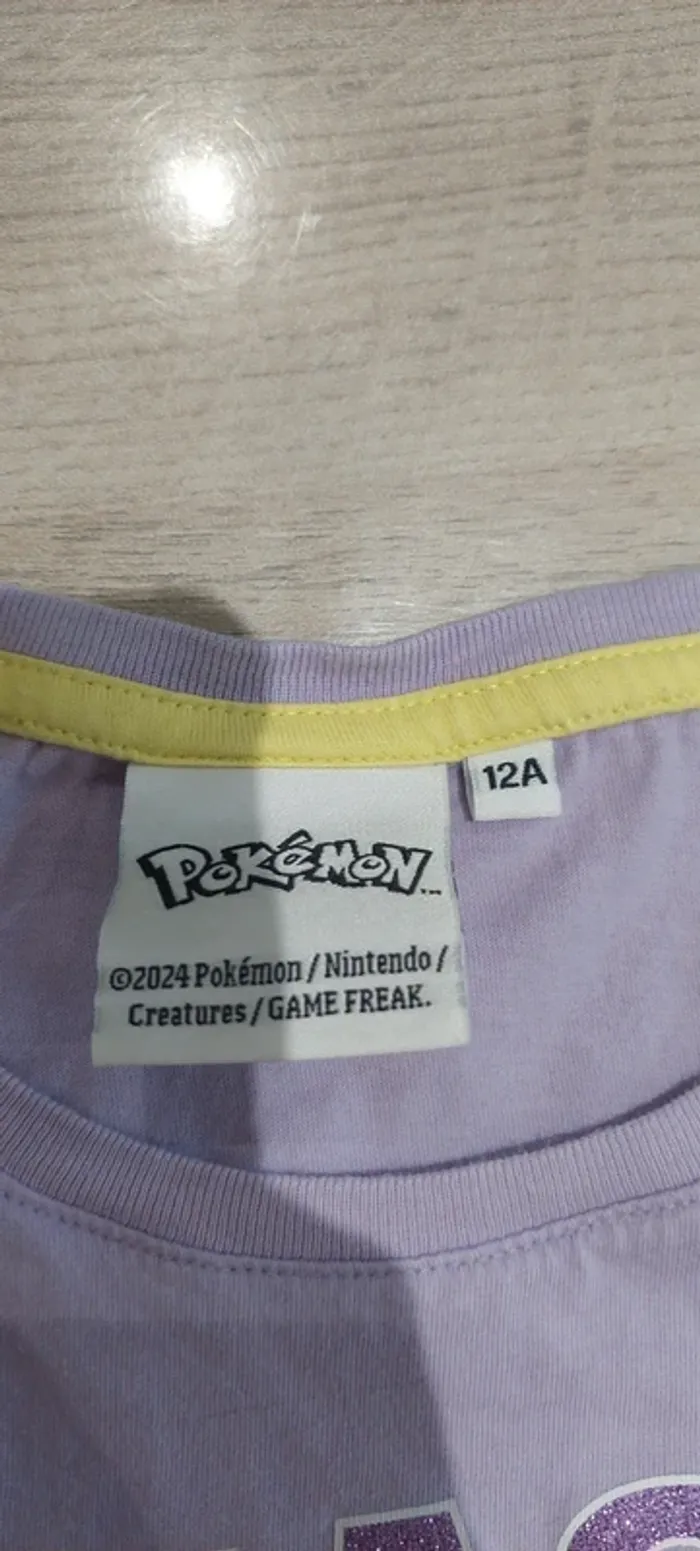 12A
POKéMON
©2024 Pokémon / Nintendo /
Creatures / GAME FREAK.